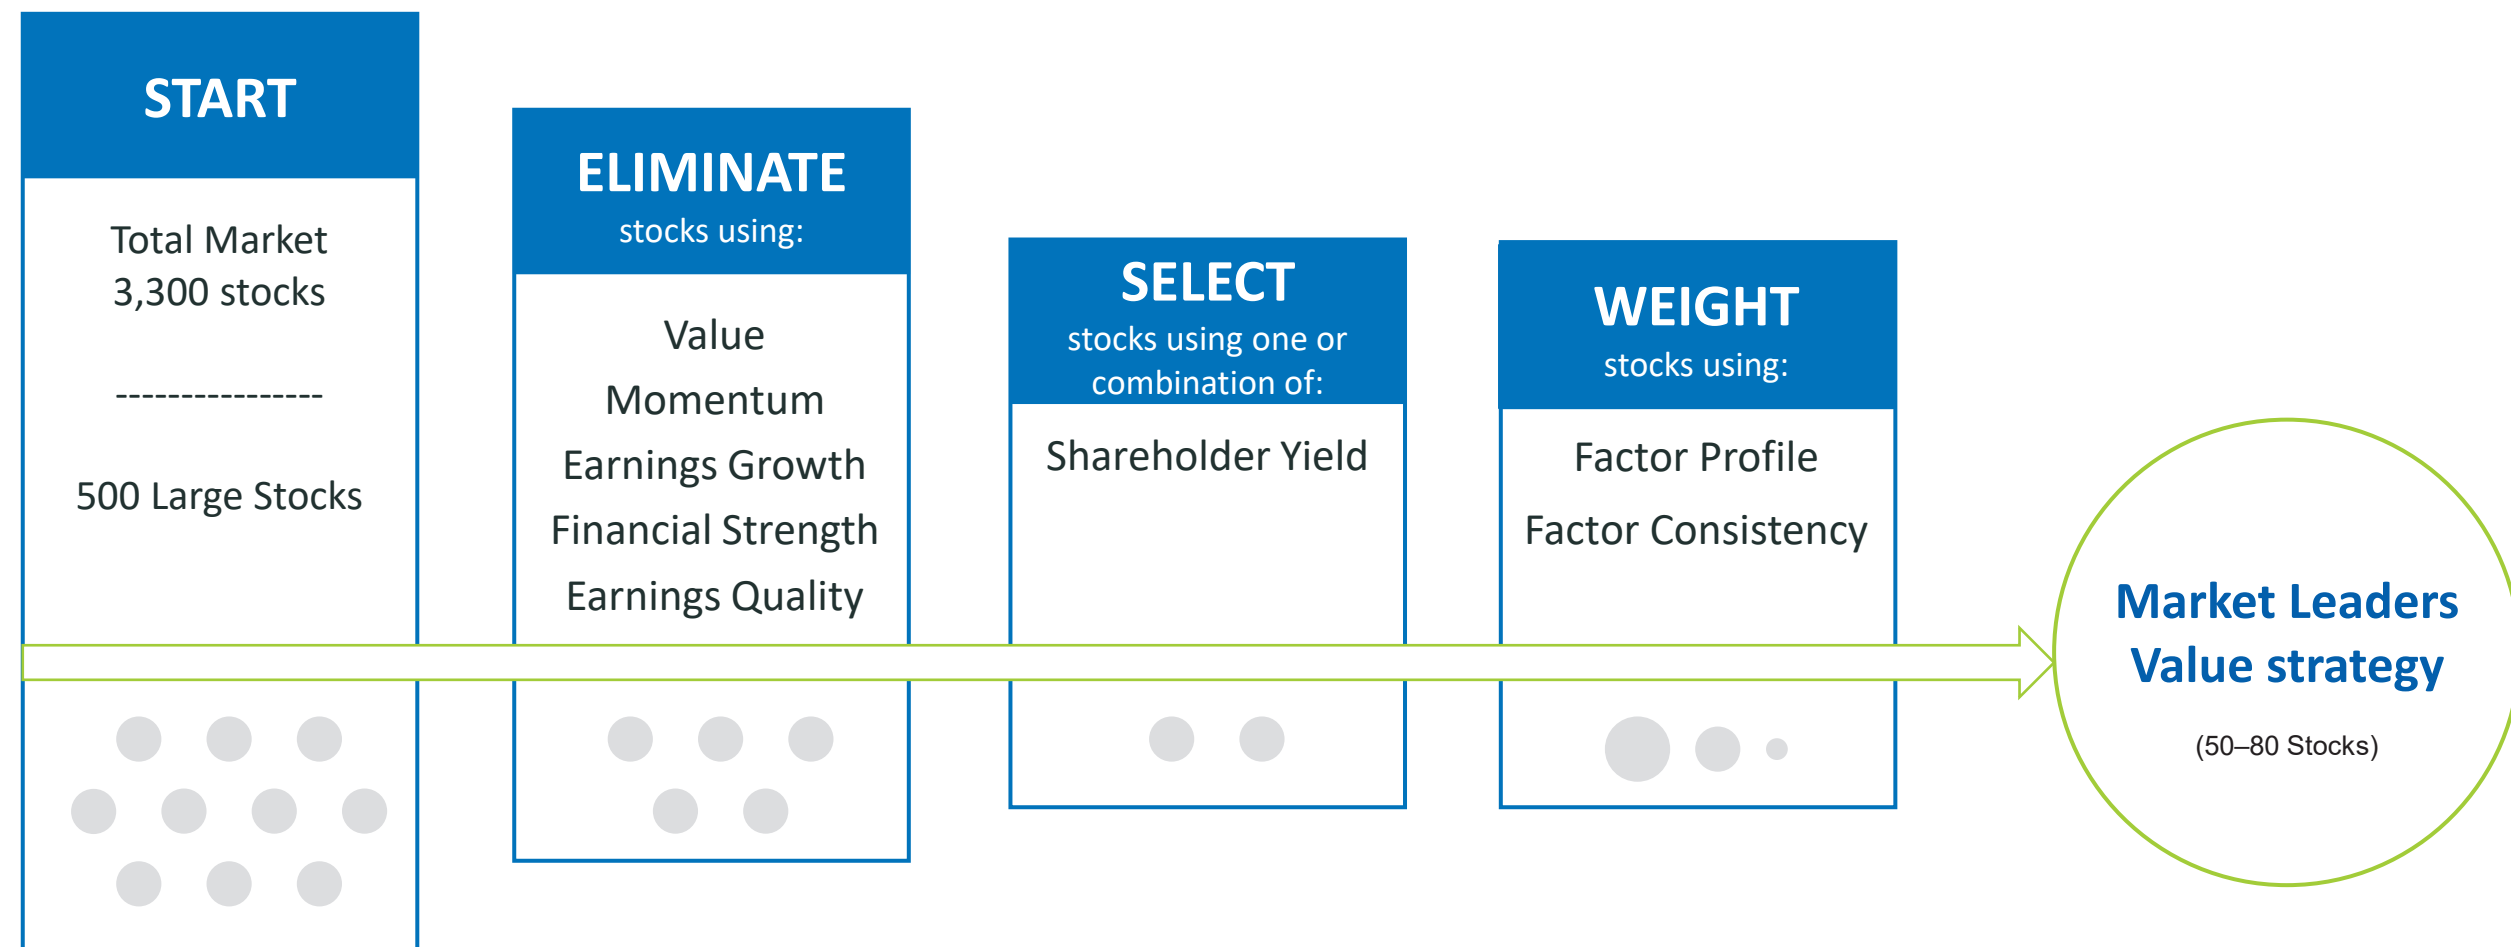 START
Total Market
3,300 stocks
----------------
500 Large Stocks
ELIMINATE
stocks using:
Value
Momentum
Earnings Growth
Financial Strength
Earnings Quality
SELECT
stocks using one or
combination of:
Shareholder Yield
WEIGHT
stocks using:
Factor Profile
Factor Consistency
Market Leaders
Value strategy
(50–80 Stocks)